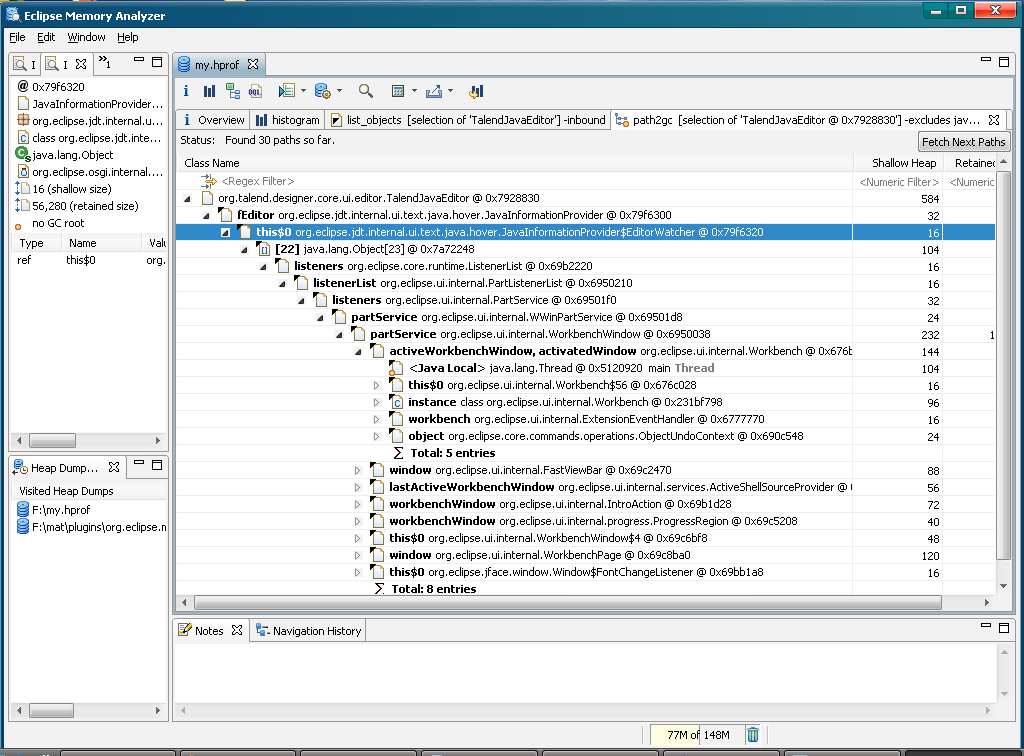 Eclipse Memory Analyzer
File Edit Window Help
I I »1
@ 0x79f6320
JavaInformationProvider...
org.eclipse.jdt.internal.u...
class org.eclipse.jdt.inte...
java.lang.Object
org.eclipse.osgi.internal....
16 (shallow size)
56,280 (retained size)
no GC root
Type Name Valu
ref this$0 org.
Heap Dump...
Visited Heap Dumps
F:\my.hprof
F:\mat\plugins\org.eclipse.n
my.hprof
i OQL
i Overview histogram list_objects [selection of 'TalendJavaEditor'] -inbound path2gc [selection of 'TalendJavaEditor @ 0x7928830'] -excludes jav...
Status: Found 30 paths so far. Fetch Next Paths
Class Name Shallow Heap Retained
<Regex Filter> <Numeric Filter> <Numeric
org.talend.designer.core.ui.editor.TalendJavaEditor @ 0x7928830 584
fEditor org.eclipse.jdt.internal.ui.text.java.hover.JavaInformationProvider @ 0x79f6300 32
this$0 org.eclipse.jdt.internal.ui.text.java.hover.JavaInformationProvider$EditorWatcher @ 0x79f6320 16
[22] java.lang.Object[23] @ 0x7a72248 104
listeners org.eclipse.core.runtime.ListenerList @ 0x69b2220 16
listenerList org.eclipse.ui.internal.PartListenerList @ 0x6950210 16
listeners org.eclipse.ui.internal.PartService @ 0x69501f0 32
partService org.eclipse.ui.internal.WWinPartService @ 0x69501d8 24
partService org.eclipse.ui.internal.WorkbenchWindow @ 0x6950038 232 1
activeWorkbenchWindow, activatedWindow org.eclipse.ui.internal.Workbench @ 0x676b 144
<Java Local> java.lang.Thread @ 0x5120920 main Thread 104
this$0 org.eclipse.ui.internal.Workbench$56 @ 0x676c028 16
instance class org.eclipse.ui.internal.Workbench @ 0x231bf798 96
workbench org.eclipse.ui.internal.ExtensionEventHandler @ 0x6777770 16
object org.eclipse.core.commands.operations.ObjectUndoContext @ 0x690c548 24
Σ Total: 5 entries
window org.eclipse.ui.internal.FastViewBar @ 0x69c2470 88
lastActiveWorkbenchWindow org.eclipse.ui.internal.services.ActiveShellSourceProvider @ 56
workbenchWindow org.eclipse.ui.internal.IntroAction @ 0x69b1d28 72
workbenchWindow org.eclipse.ui.internal.progress.ProgressRegion @ 0x69c5208 40
this$0 org.eclipse.ui.internal.WorkbenchWindow$4 @ 0x69c6bf8 48
window org.eclipse.ui.internal.WorkbenchPage @ 0x69c8ba0 120
this$0 org.eclipse.jface.window.Window$FontChangeListener @ 0x69bb1a8 16
Σ Total: 8 entries
Notes Navigation History
77M of 148M